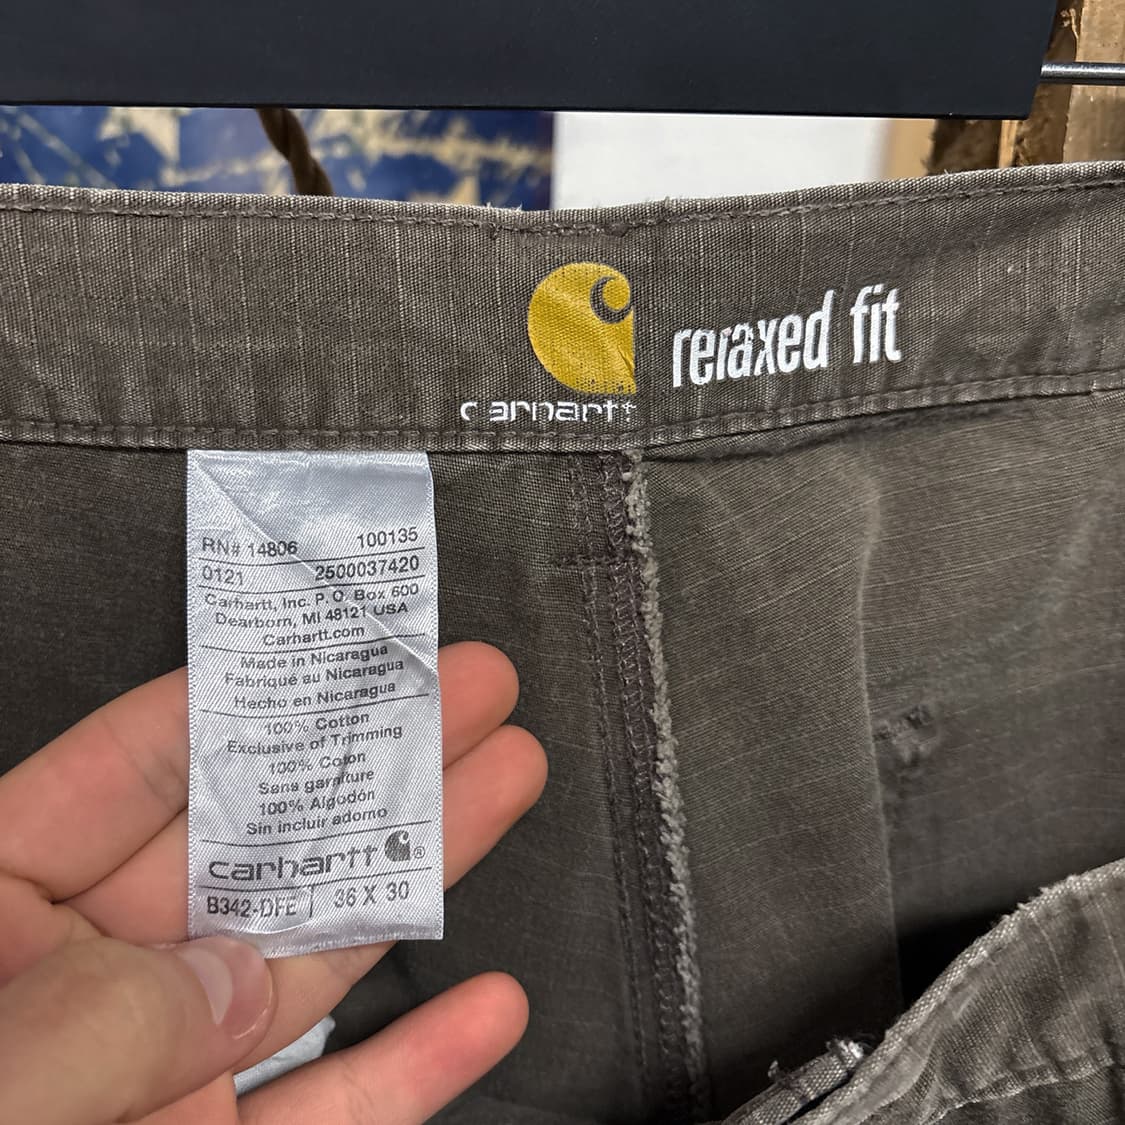 carhartt
relaxed fit
RN# 14806 100135
0121 2500037420
Carhartt, Inc. P.O. Box 600
Dearborn, MI 48121 USA
Carhartt.com
Made in Nicaragua
Fabriqué au Nicaragua
Hecho en Nicaragua
100% Cotton
Exclusive of Trimming
100% Coton
Sans garniture
100% Algodón
Sin incluir adorno
carhartt ®
B342-DFE | 36 X 30